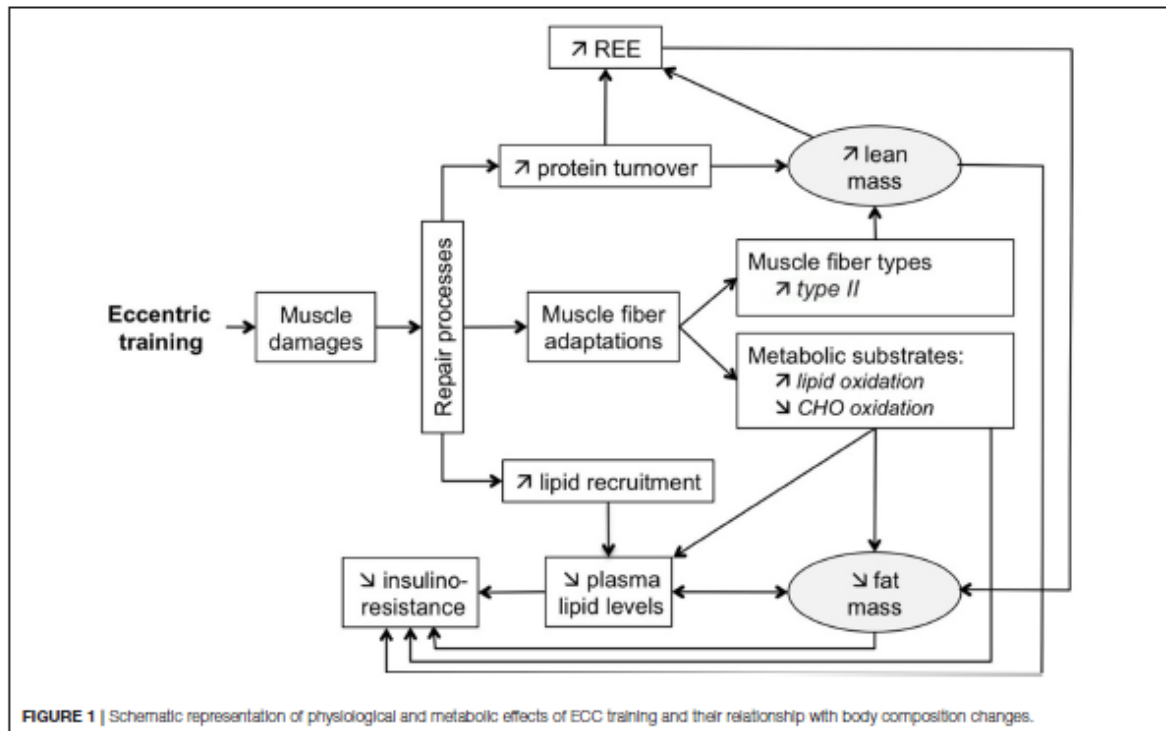 ↗ REE
↗ protein turnover
↗ lean
mass
Muscle fiber types
↗ type II
Eccentric
training
Muscle
damages
Repair processes
Muscle fiber
adaptations
Metabolic substrates:
↗ lipid oxidation
↘ CHO oxidation
↗ lipid recruitment
↘ insulino-
resistance
↘ plasma
lipid levels
↘ fat
mass
FIGURE 1 | Schematic representation of physiological and metabolic effects of ECC training and their relationship with body composition changes.